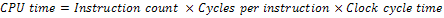 CPU time = Instruction count × Cycles per instruction × Clock cycle time